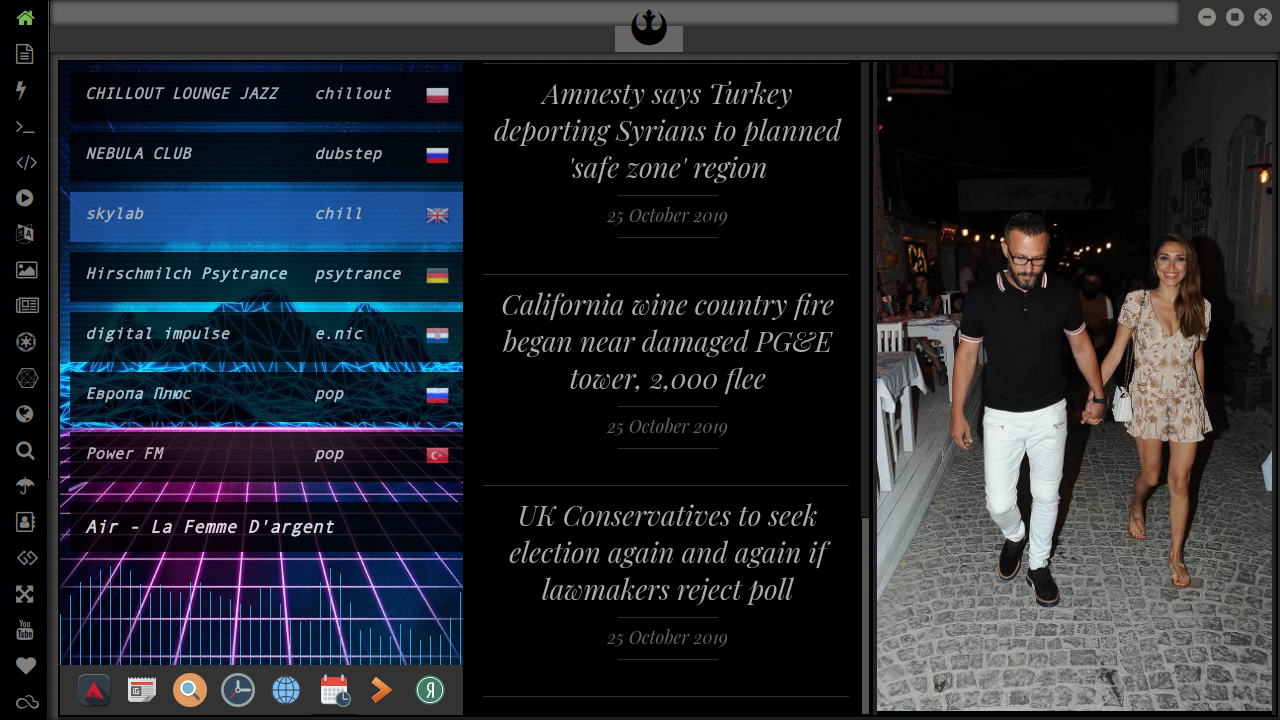 CHILLOUT LOUNGE JAZZ chillout
NEBULA CLUB dubstep
skylab chill
Hirschmilch Psytrance psytrance
digital impulse e.nic
Европа Плюс pop
Power FM pop
Air - La Femme D'argent
Amnesty says Turkey
deporting Syrians to planned
'safe zone' region
25 October 2019
California wine country fire
began near damaged PG&E
tower, 2,000 flee
25 October 2019
UK Conservatives to seek
election again and again if
lawmakers reject poll
25 October 2019
You
Tube
Я